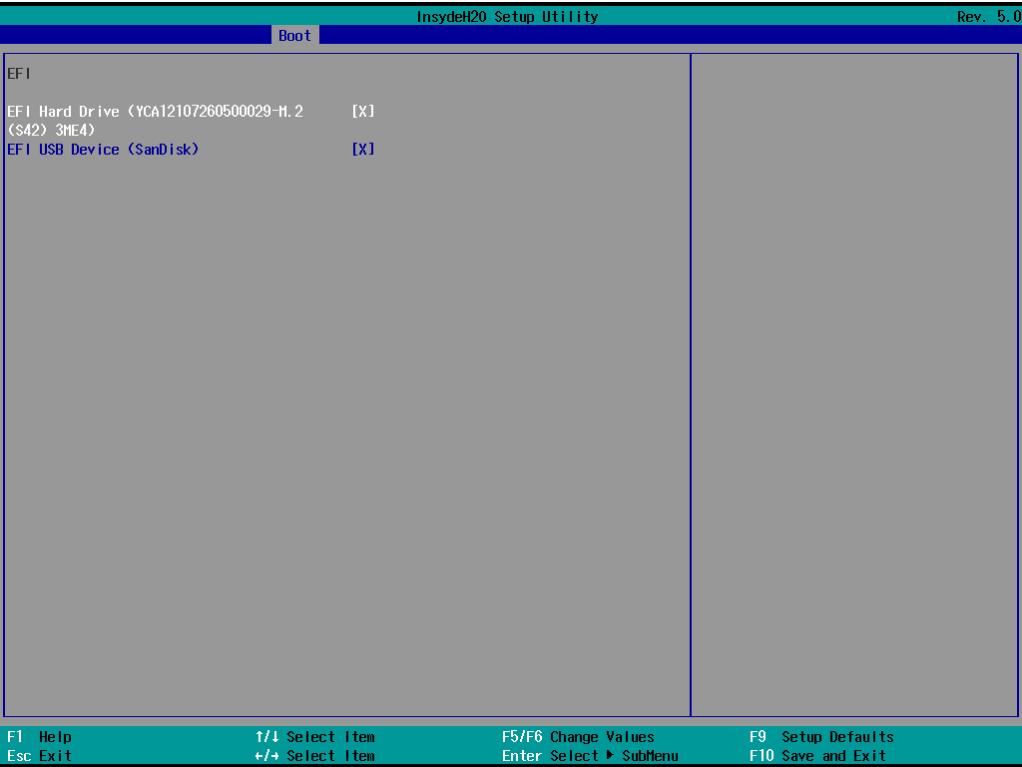 InsydeH20 Setup Utility Rev. 5.0
Boot
EFI
EFI Hard Drive (YCA12107260500029-M.2 [X]
(S42) 3ME4)
EFI USB Device (SanDisk) [X]
F1 Help ↑/↓ Select Item F5/F6 Change Values F9 Setup Defaults
Esc Exit ←/→ Select Item Enter Select ▶ SubMenu F10 Save and Exit